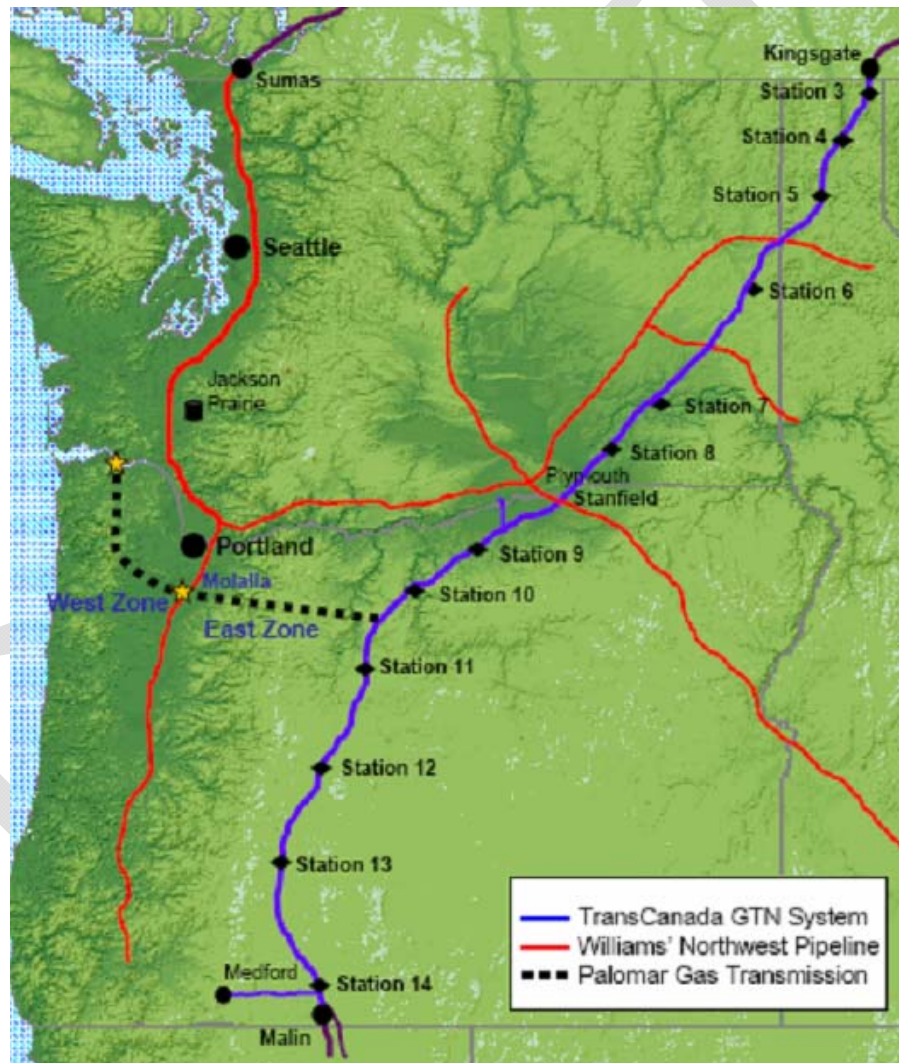 Kingsgate
Sumas
Station 3
Station 4
Station 5
Seattle
Station 6
Jackson
Prairie
Station 7
Station 8
Plymouth
Stanfield
Portland
Station 9
Molalla
Station 10
West Zone
East Zone
Station 11
Station 12
Station 13
TransCanada GTN System
Williams' Northwest Pipeline
Palomar Gas Transmission
Medford
Station 14
Malin